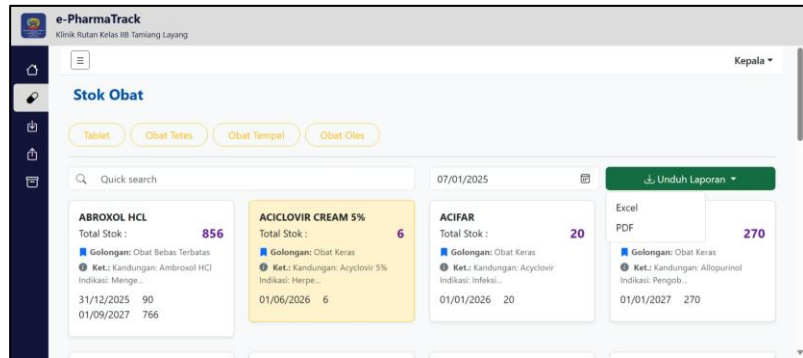 e-PharmaTrack
Klinik Rutan Kelas IIB Tamiang Layang
Kepala
Stok Obat
Tablet
Obat Tetes
Obat Tempel
Obat Oles
Quick search
07/01/2025
Unduh Laporan
Excel
PDF
ABROXOL HCL
Total Stok : 856
Golongan: Obat Bebas Terbatas
Ket.: Kandungan: Ambroxol HCl
Indikasi: Menge...
31/12/2025 90
01/09/2027 766
ACICLOVIR CREAM 5%
Total Stok : 6
Golongan: Obat Keras
Ket.: Kandungan: Acyclovir 5%
Indikasi: Herpe...
01/06/2026 6
ACIFAR
Total Stok : 20
Golongan: Obat Keras
Ket.: Kandungan: Acyclovir
Indikasi: Infeksi...
01/01/2026 20
270
Golongan: Obat Keras
Ket.: Kandungan: Allopurinol
Indikasi: Pengob...
01/01/2027 270